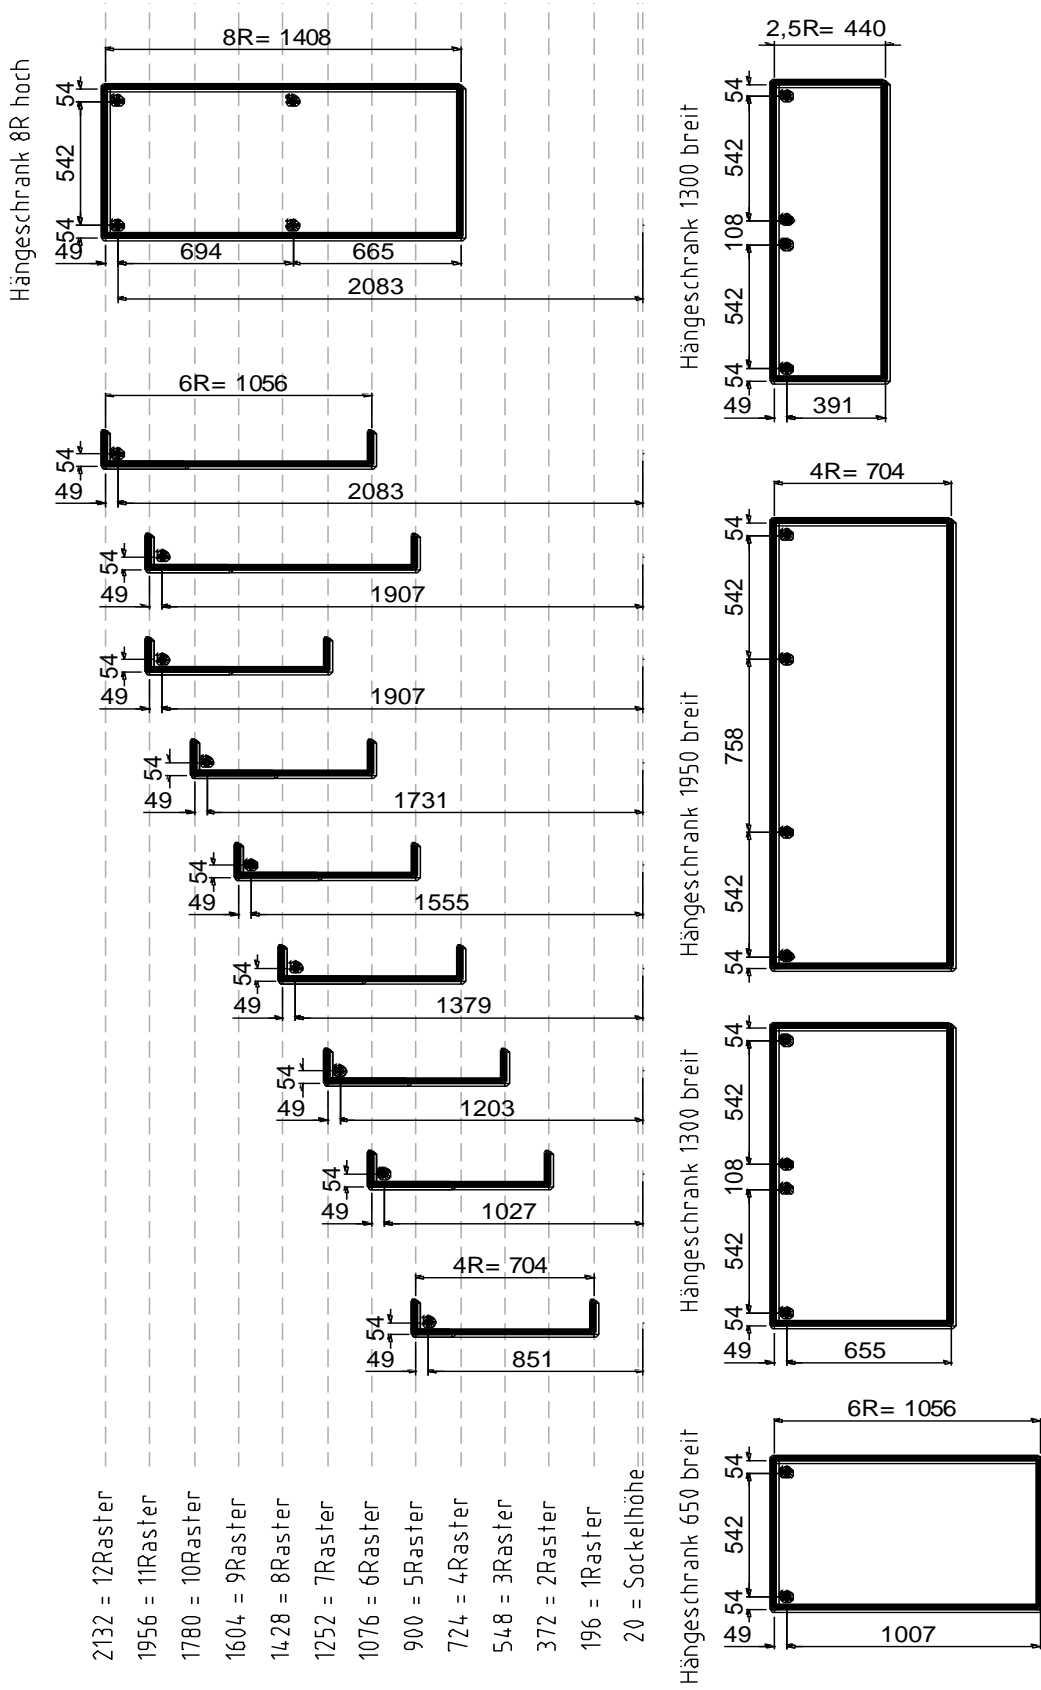 Hängeschrank 8R hoch
8R= 1408
54
542
54
49
694
665
2083
6R= 1056
54
49
2083
54
49
1907
54
49
1907
54
49
1731
54
49
1555
54
49
1379
54
49
1203
54
49
1027
4R= 704
54
49
851
2132 = 12Raster
1956 = 11Raster
1780 = 10Raster
1604 = 9Raster
1428 = 8Raster
1252 = 7Raster
1076 = 6Raster
900 = 5Raster
724 = 4Raster
548 = 3Raster
372 = 2Raster
196 = 1Raster
20 = Sockelhöhe
Hängeschrank 1300 breit
2,5R= 440
54
542
108
542
54
49
391
Hängeschrank 1950 breit
4R= 704
54
542
758
542
54
Hängeschrank 1300 breit
54
542
108
542
54
49
655
Hängeschrank 650 breit
6R= 1056
54
542
54
49
1007